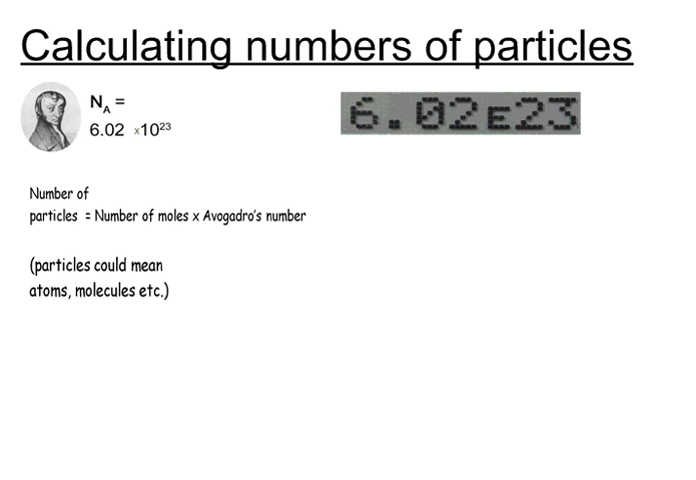 Calculating numbers of particles
N_A =
6.02 x10²³
6.02E23
Number of
particles = Number of moles x Avogadro's number
(particles could mean
atoms, molecules etc.)